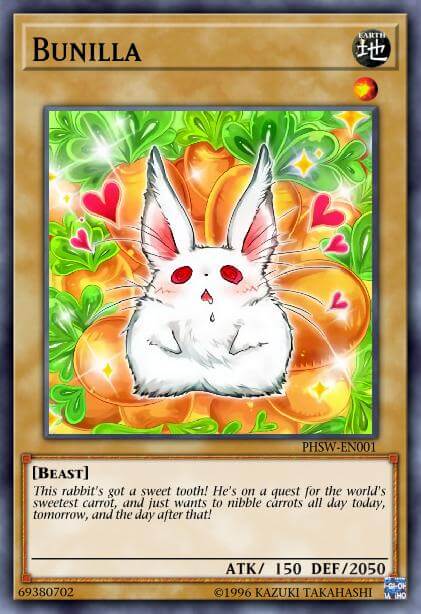 BUNILLA
EARTH
地
PHSW-EN001
[BEAST]
This rabbit's got a sweet tooth! He's on a quest for the world's
sweetest carrot, and just wants to nibble carrots all day today,
tomorrow, and the day after that!
ATK/ 150 DEF/2050
69380702
©1996 KAZUKI TAKAHASHI